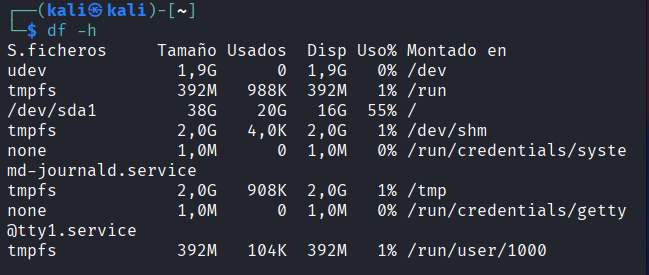 ┌──(kali㉿kali)-[~]
└─$ df -h
S.ficheros     Tamaño Usados  Disp Uso% Montado en
udev             1,9G      0  1,9G   0% /dev
tmpfs            392M   988K  392M   1% /run
/dev/sda1         38G    20G   16G  55% /
tmpfs            2,0G   4,0K  2,0G   1% /dev/shm
none             1,0M      0  1,0M   0% /run/credentials/syste
md-journald.service
tmpfs            2,0G   908K  2,0G   1% /tmp
none             1,0M      0  1,0M   0% /run/credentials/getty
@tty1.service
tmpfs            392M   104K  392M   1% /run/user/1000